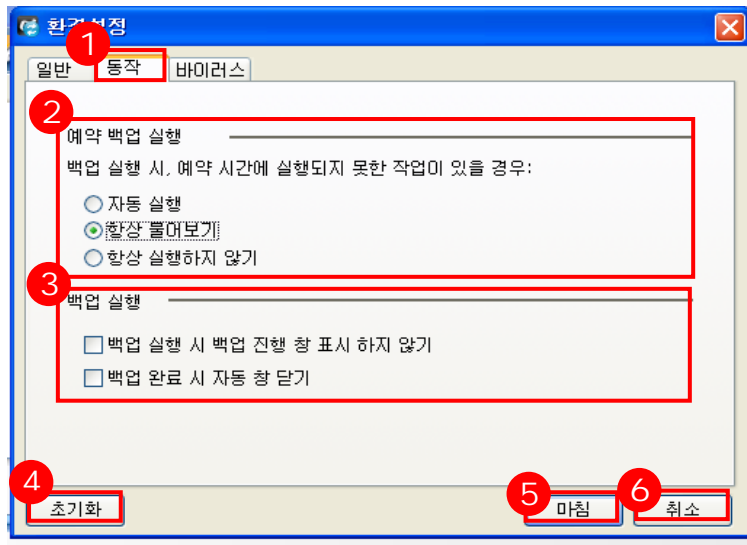 환경설정
1
일반 동작 바이러스
2
예약 백업 실행
백업 실행 시, 예약 시간에 실행되지 못한 작업이 있을 경우:
자동 실행
항상 물어보기
항상 실행하지 않기
3
백업 실행
백업 실행 시 백업 진행 창 표시 하지 않기
백업 완료 시 자동 창 닫기
4 5 6
초기화 마침 취소